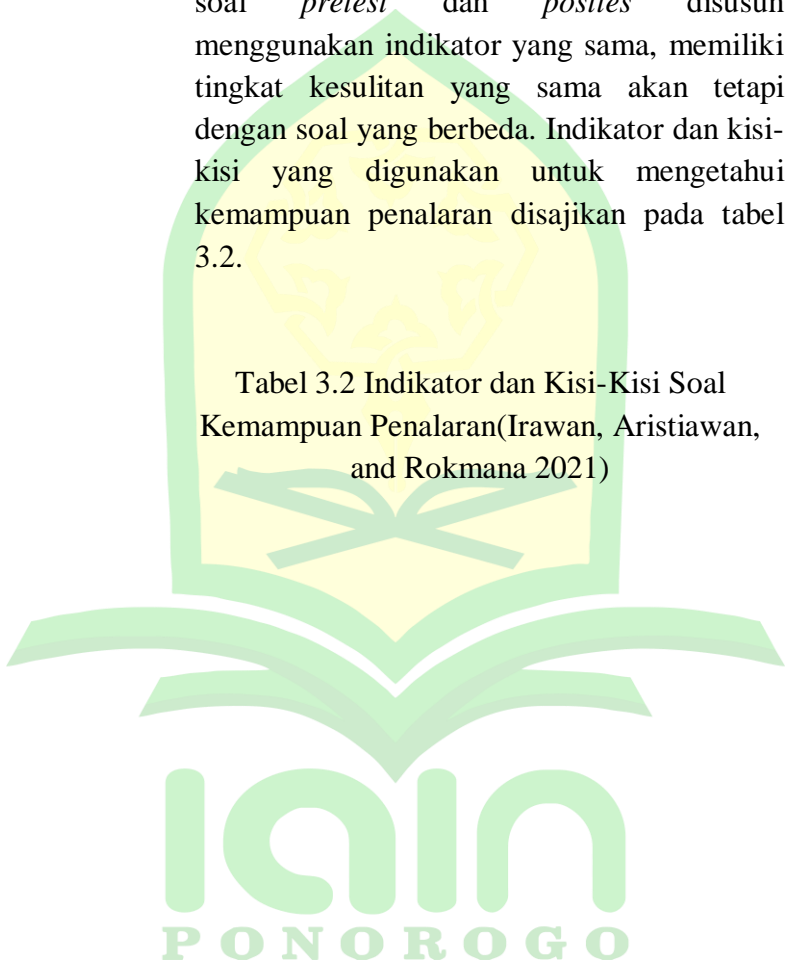 soal pretest dan posttes disusun
menggunakan indikator yang sama, memiliki
tingkat kesulitan yang sama akan tetapi
dengan soal yang berbeda. Indikator dan kisi-
kisi yang digunakan untuk mengetahui
kemampuan penalaran disajikan pada tabel
3.2.
Tabel 3.2 Indikator dan Kisi-Kisi Soal
Kemampuan Penalaran(Irawan, Aristiawan,
and Rokmana 2021)
iain
PONOROGO